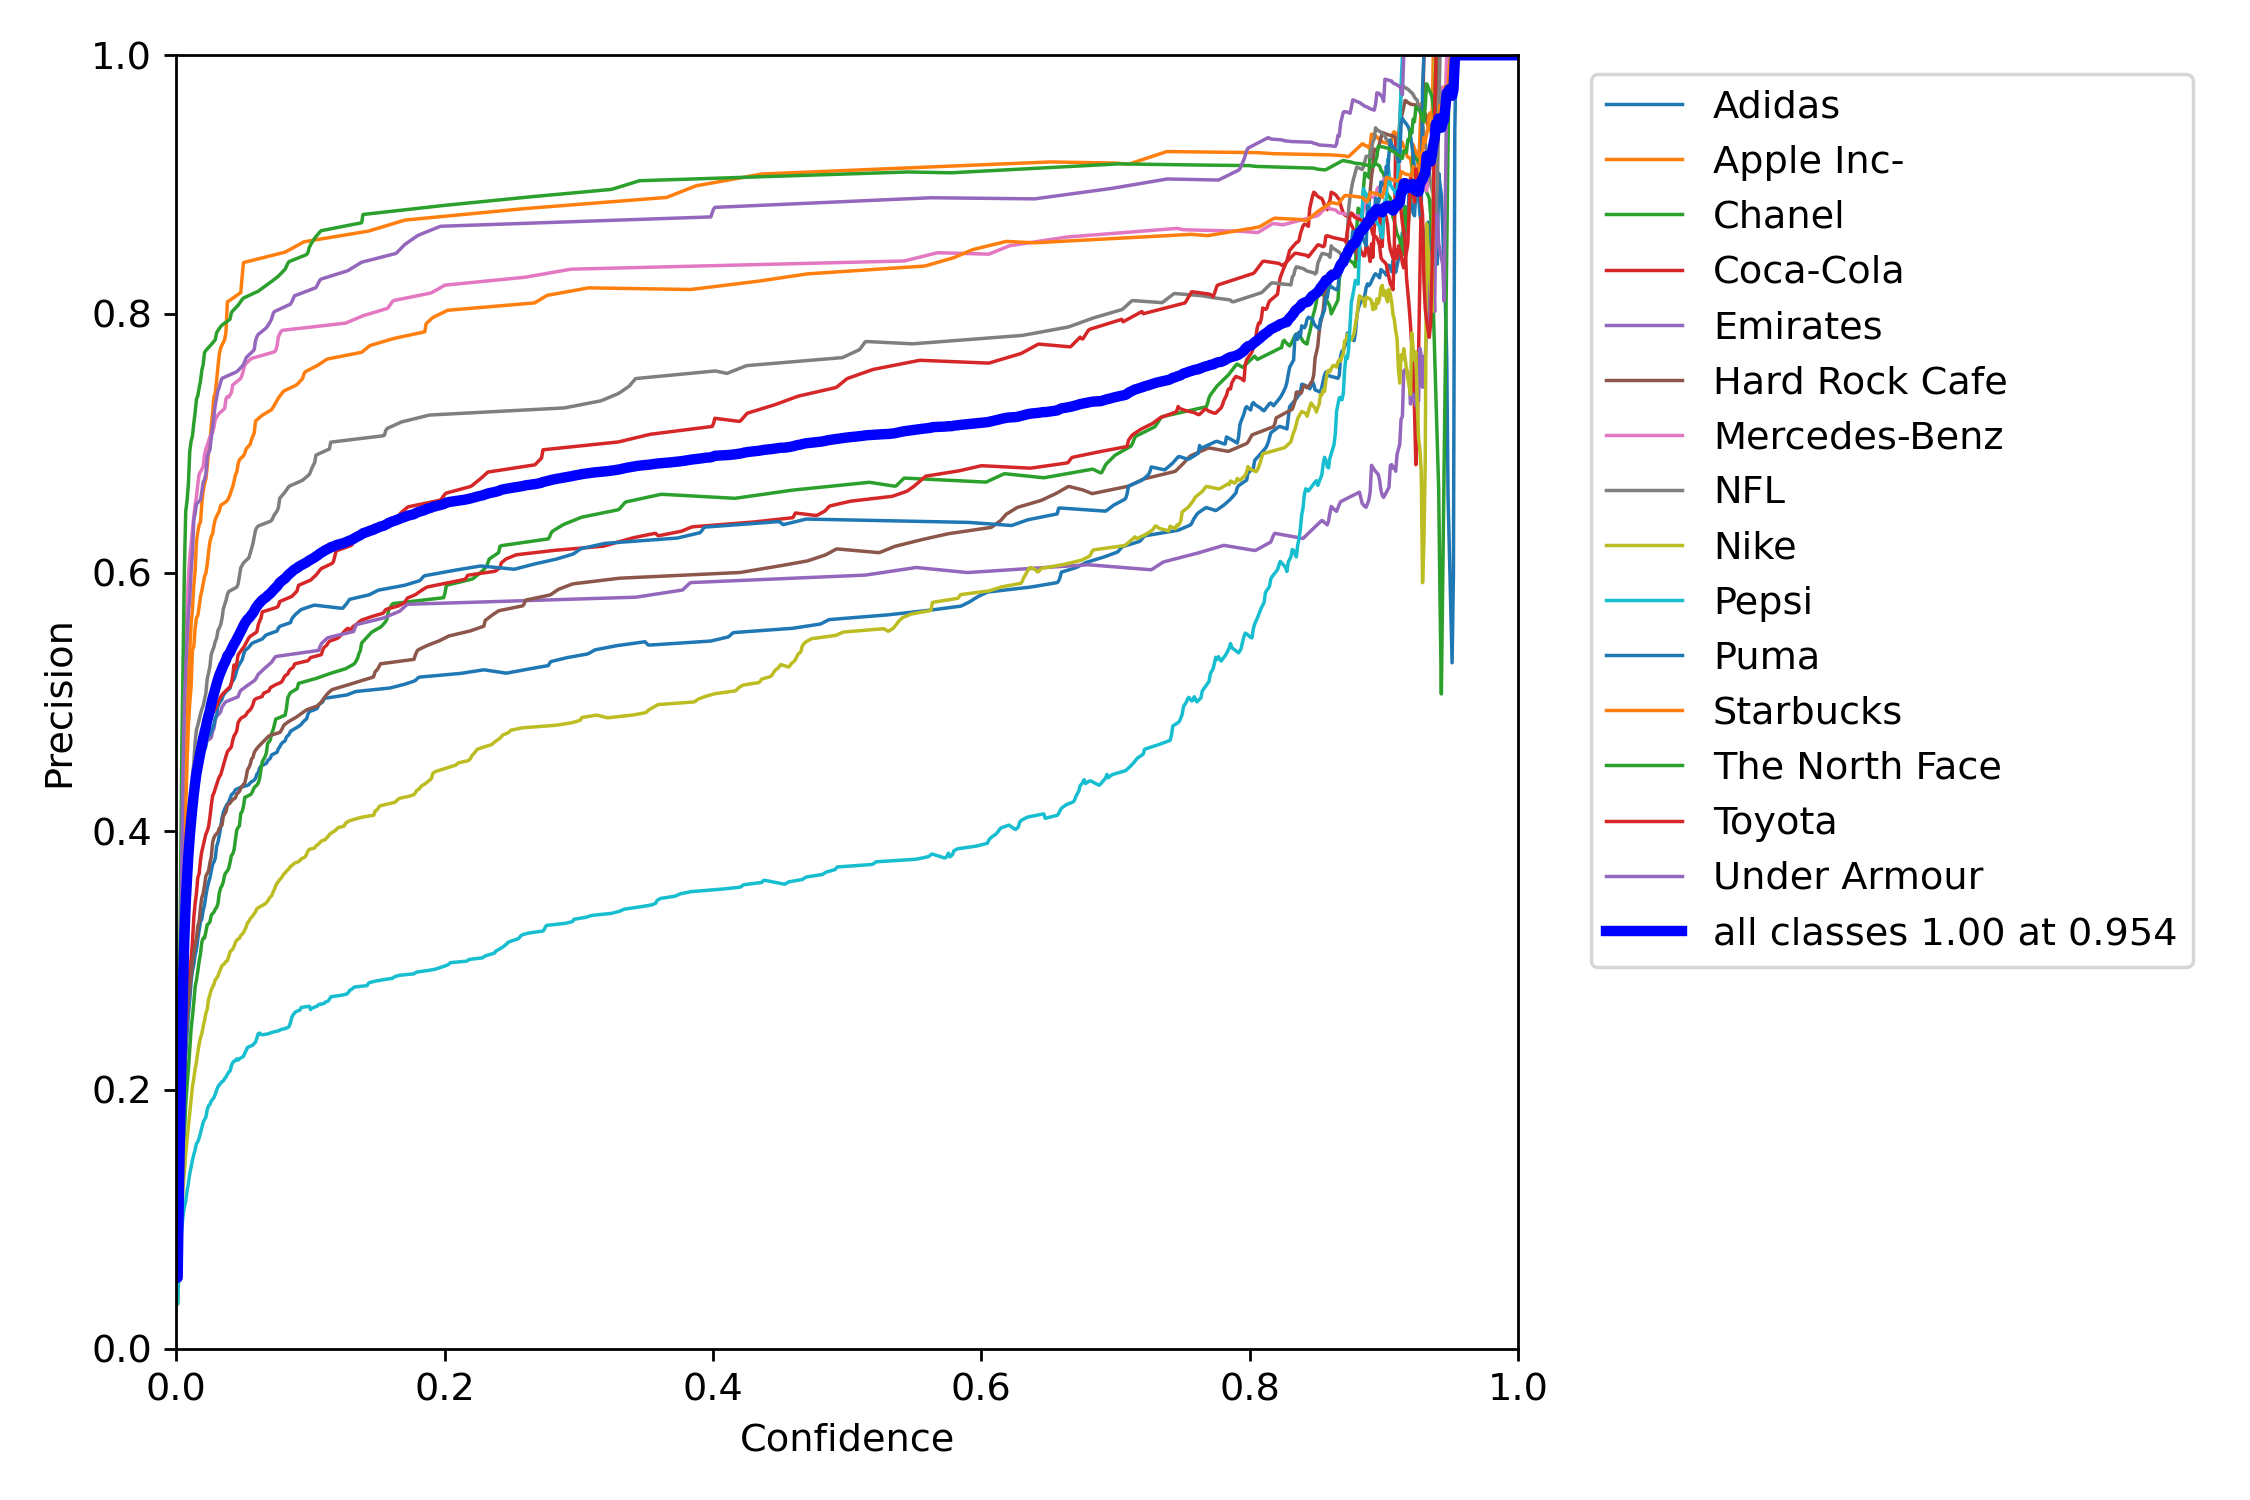 1.0
0.8
0.6
0.4
0.2
0.0
Precision
0.0 0.2 0.4 0.6 0.8 1.0
Confidence
Adidas
Apple Inc-
Chanel
Coca-Cola
Emirates
Hard Rock Cafe
Mercedes-Benz
NFL
Nike
Pepsi
Puma
Starbucks
The North Face
Toyota
Under Armour
all classes 1.00 at 0.954